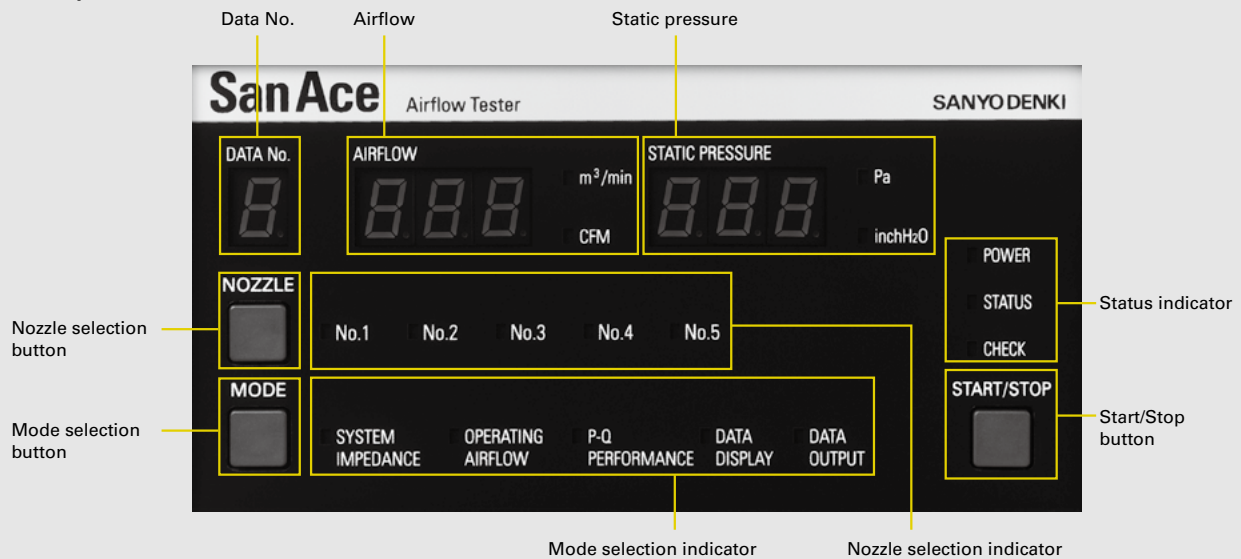 Data No.
Airflow
Static pressure
San Ace Airflow Tester
SANYO DENKI
DATA No.
AIRFLOW
m³/min
CFM
STATIC PRESSURE
Pa
inchH₂O
POWER
STATUS
CHECK
Status indicator
NOZZLE
Nozzle selection
button
No.1 No.2 No.3 No.4 No.5
MODE
Mode selection
button
SYSTEM
IMPEDANCE
OPERATING
AIRFLOW
P-Q
PERFORMANCE
DATA
DISPLAY
DATA
OUTPUT
START/STOP
Start/Stop
button
Mode selection indicator
Nozzle selection indicator